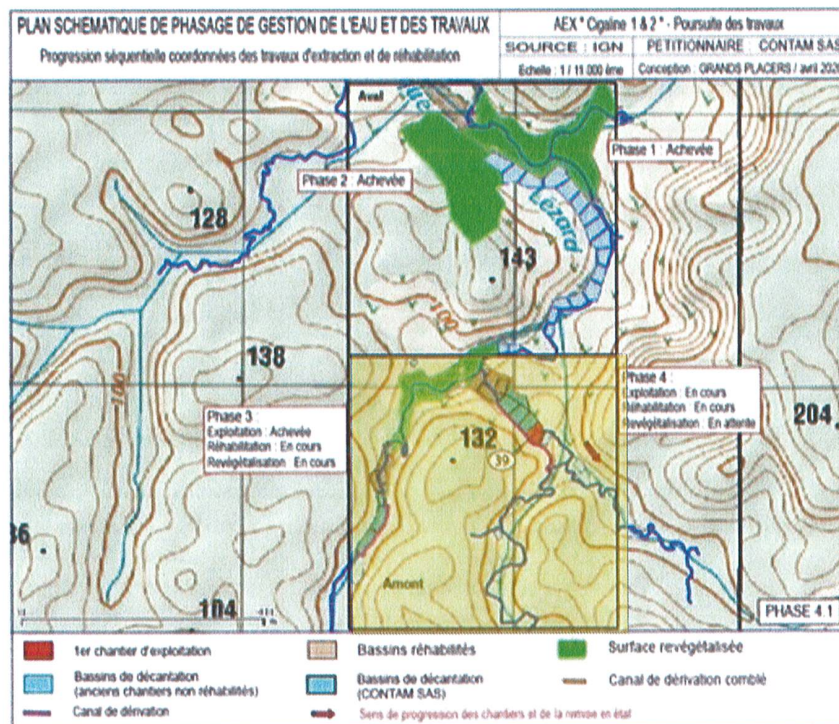 PLAN SCHEMATIQUE DE PHASAGE DE GESTION DE L'EAU ET DES TRAVAUX
Progression séquentielle coordonnées des travaux d'extraction et de réhabilitation
AEX " Cigaline 1 & 2 " - Poursuite des travaux
SOURCE : IGN
PETITIONNAIRE : CONTAM SAS
Echelle : 1 / 11 000 ème
Conception : GRANDS PLACERS / avril
Aval
Phase 1 : Achevée
Phase 2 : Achevée
Lézard
128
143
100
138
100
Phase 3 :
Exploitation : Achevée
Réhabilitation : En cours
Revégétalisation : En cours
Phase 4 :
Exploitation : En cours
Réhabilitation : En cours
Revégétalisation : En attente
204
132
39
Amont
104
PHASE 4.1
1er chantier d'exploitation
Bassins réhabilités
Surface revégétalisée
Bassins de décantation
(anciens chantiers non réhabilités)
Bassins de décantation
(CONTAM SAS)
Canal de dérivation comblé
Canal de dérivation
Sens de progression des chantiers et de la remise en état